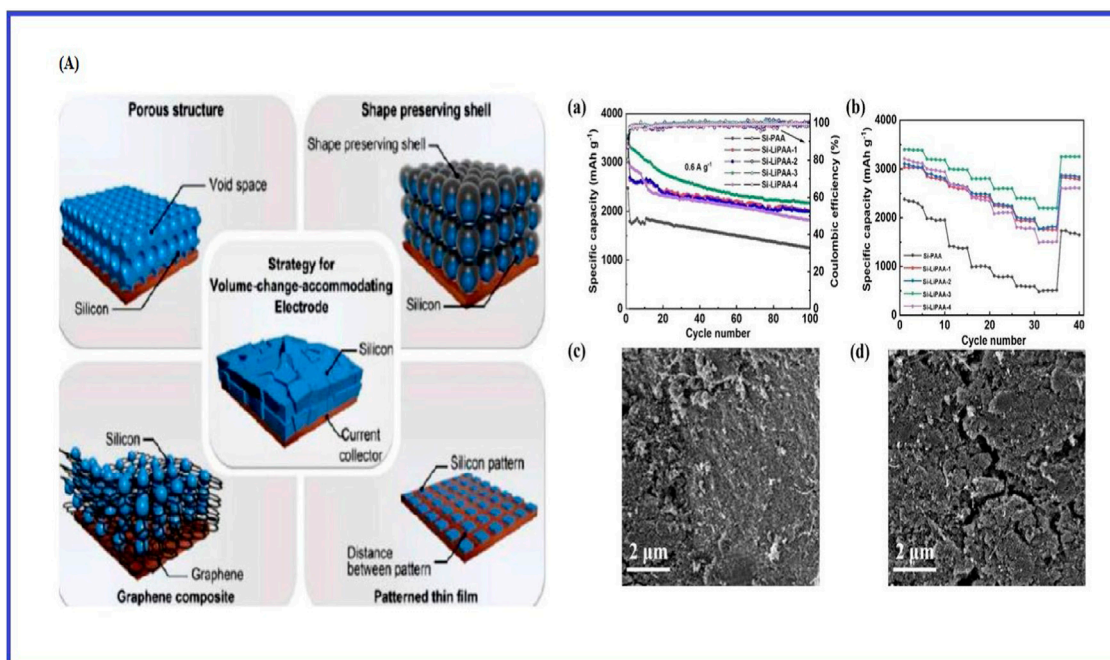 (A)
Porous structure
Void space
Silicon
Shape preserving shell
Shape preserving shell
Silicon
Strategy for
Volume-change-accommodating
Electrode
Silicon
Current
collector
Silicon
Graphene
Graphene composite
Silicon pattern
Distance
between pattern
Patterned thin film
(a)
Specific capacity (mAh g⁻¹)
4000
3000
2000
1000
0
0 20 40 60 80 100
Cycle number
Coulombic efficiency (%)
100
80
60
40
20
0
0.6 A g⁻¹
Si-PAA
Si-LiPAA-1
Si-LiPAA-2
Si-LiPAA-3
Si-LiPAA-4
(b)
Specific capacity (mAh g⁻¹)
4000
3000
2000
1000
0
0 10 20 30 40
Cycle number
Si-PAA
Si-LiPAA-1
Si-LiPAA-2
Si-LiPAA-3
Si-LiPAA-4
(c)
2 µm
(d)
2 µm